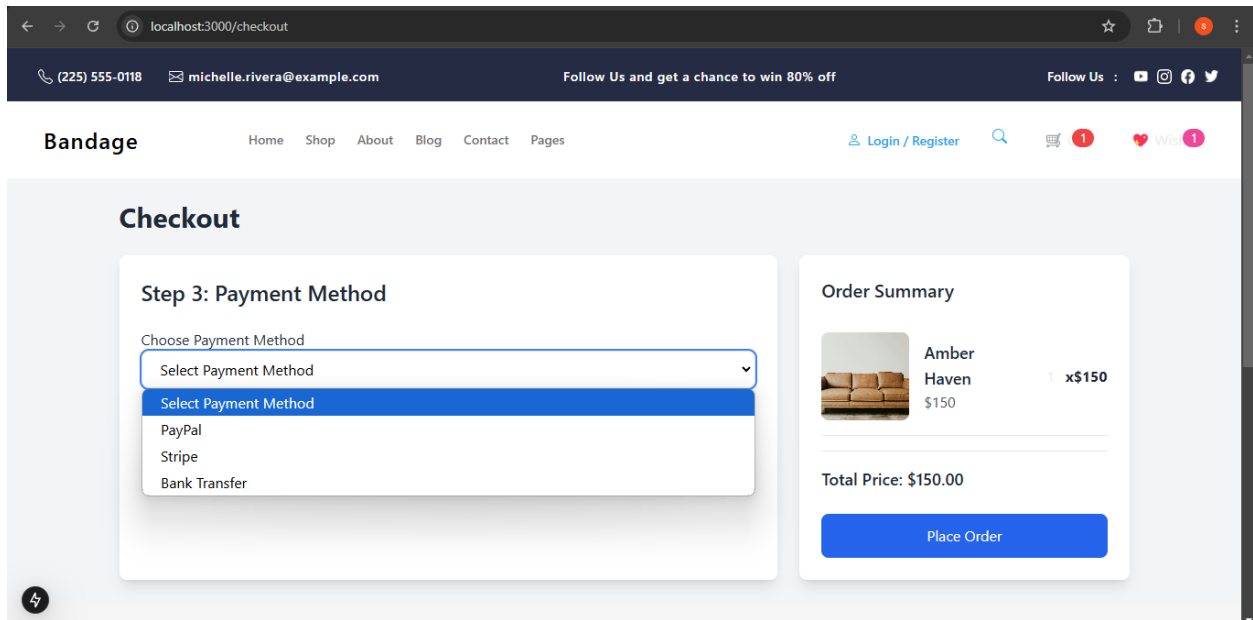 localhost:3000/checkout
S
(225) 555-0118 michelle.rivera@example.com Follow Us and get a chance to win 80% off Follow Us :
Bandage Home Shop About Blog Contact Pages Login / Register 1 1
Checkout
Step 3: Payment Method
Choose Payment Method
Select Payment Method
Select Payment Method
PayPal
Stripe
Bank Transfer
Order Summary
Amber
Haven
$150
1 x$150
Total Price: $150.00
Place Order